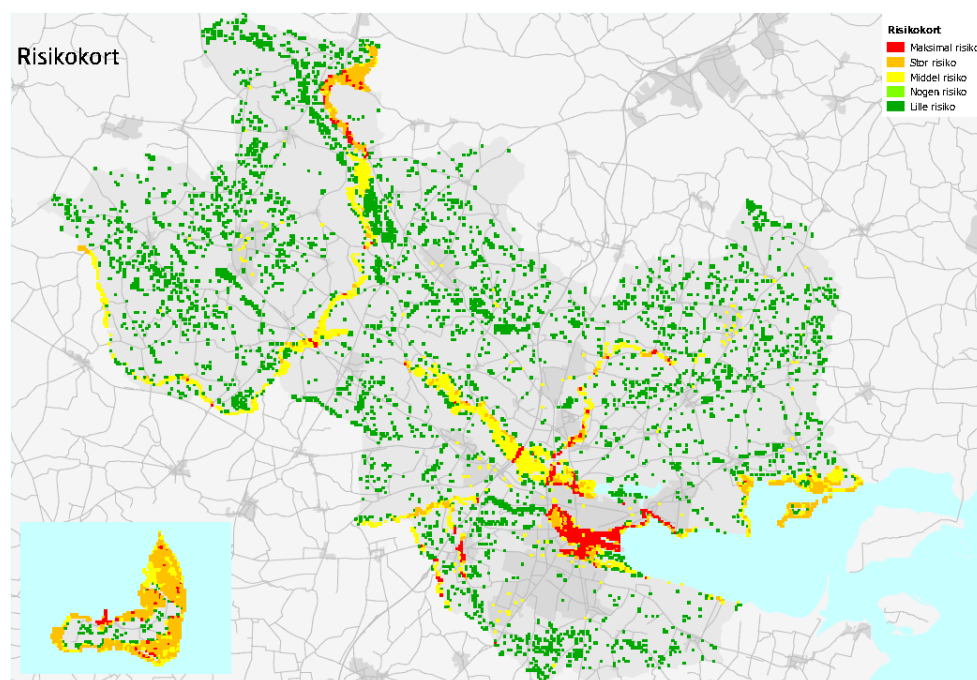 Risikokort
Risikokort
Maksimal risiko
Stor risiko
Middel risiko
Nogen risiko
Lille risiko